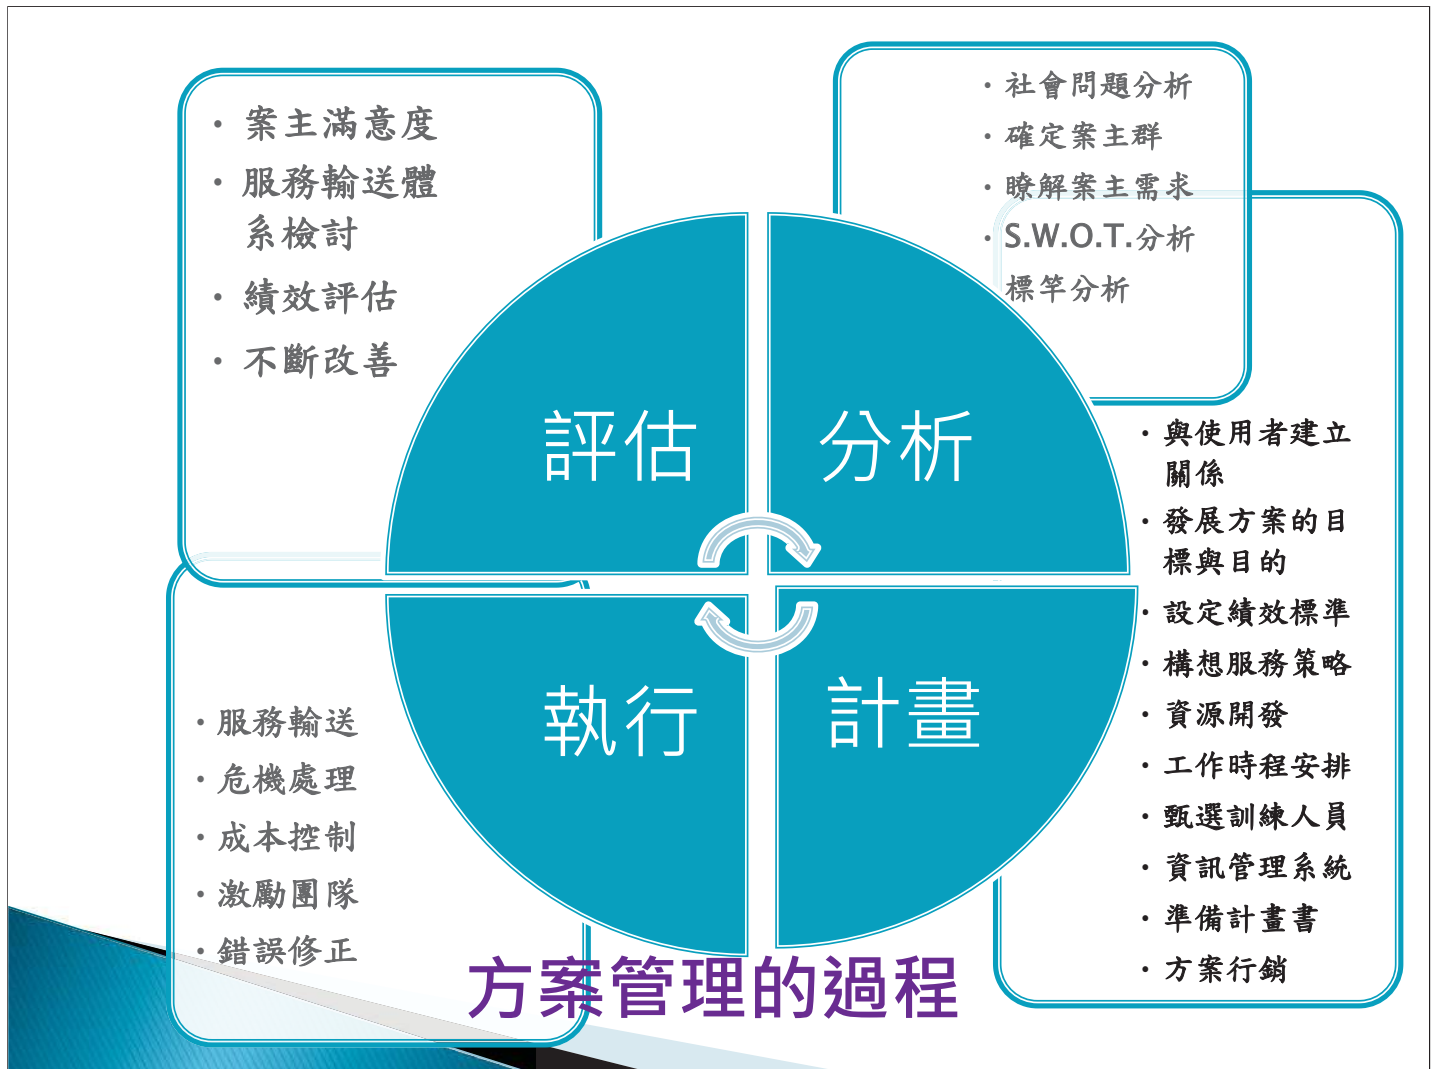 · 案主滿意度
· 服務輸送體
系檢討
· 績效評估
· 不斷改善
· 社會問題分析
· 確定案主群
· 瞭解案主需求
· S.W.O.T.分析
標竿分析
評估
分析
· 與使用者建立
關係
· 發展方案的目
標與目的
· 設定績效標準
· 構想服務策略
· 資源開發
· 工作時程安排
· 甄選訓練人員
· 資訊管理系統
· 準備計畫書
· 方案行銷
執行
計畫
· 服務輸送
· 危機處理
· 成本控制
· 激勵團隊
· 錯誤修正
方案管理的過程